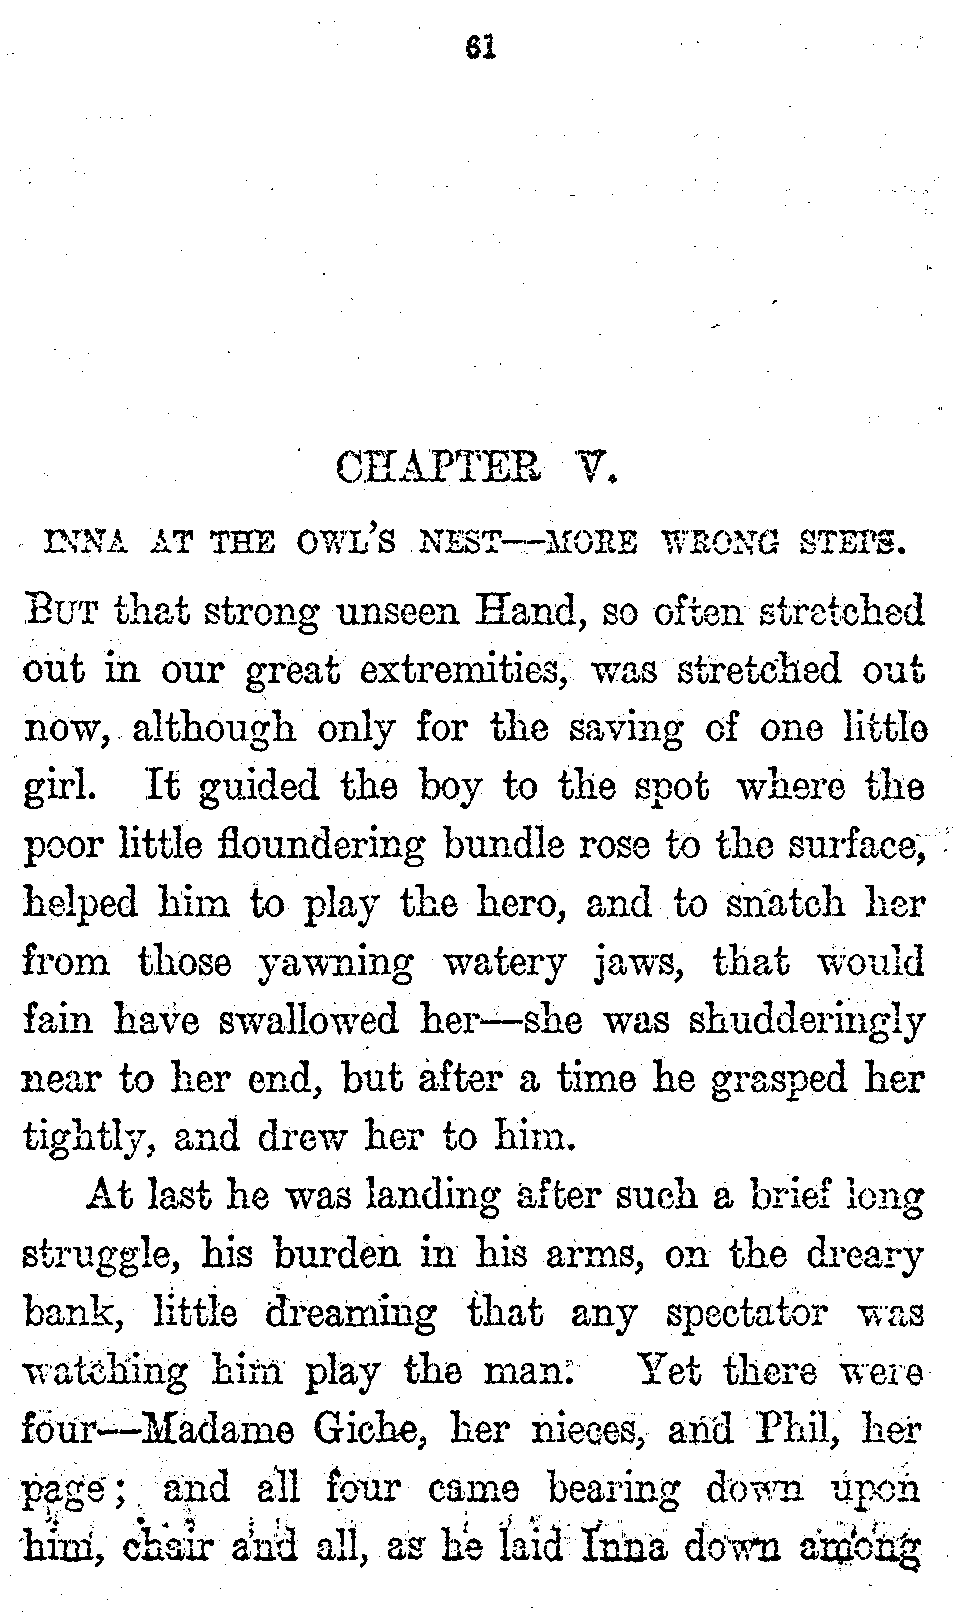 61
CHAPTER V.
INNA AT THE OWL'S NEST—MORE WRONG STEPS.
BUT that strong unseen Hand, so often stretched
out in our great extremities, was stretched out
now, although only for the saving of one little
girl. It guided the boy to the spot where the
poor little floundering bundle rose to the surface,
helped him to play the hero, and to snatch her
from those yawning watery jaws, that would
fain have swallowed her—she was shudderingly
near to her end, but after a time he grasped her
tightly, and drew her to him.
At last he was landing after such a brief long
struggle, his burden in his arms, on the dreary
bank, little dreaming that any spectator was
watching him play the man. Yet there were
four—Madame Giche, her nieces, and Phil, her
page; and all four came bearing down upon
him, chair and all, as he laid Inna down among